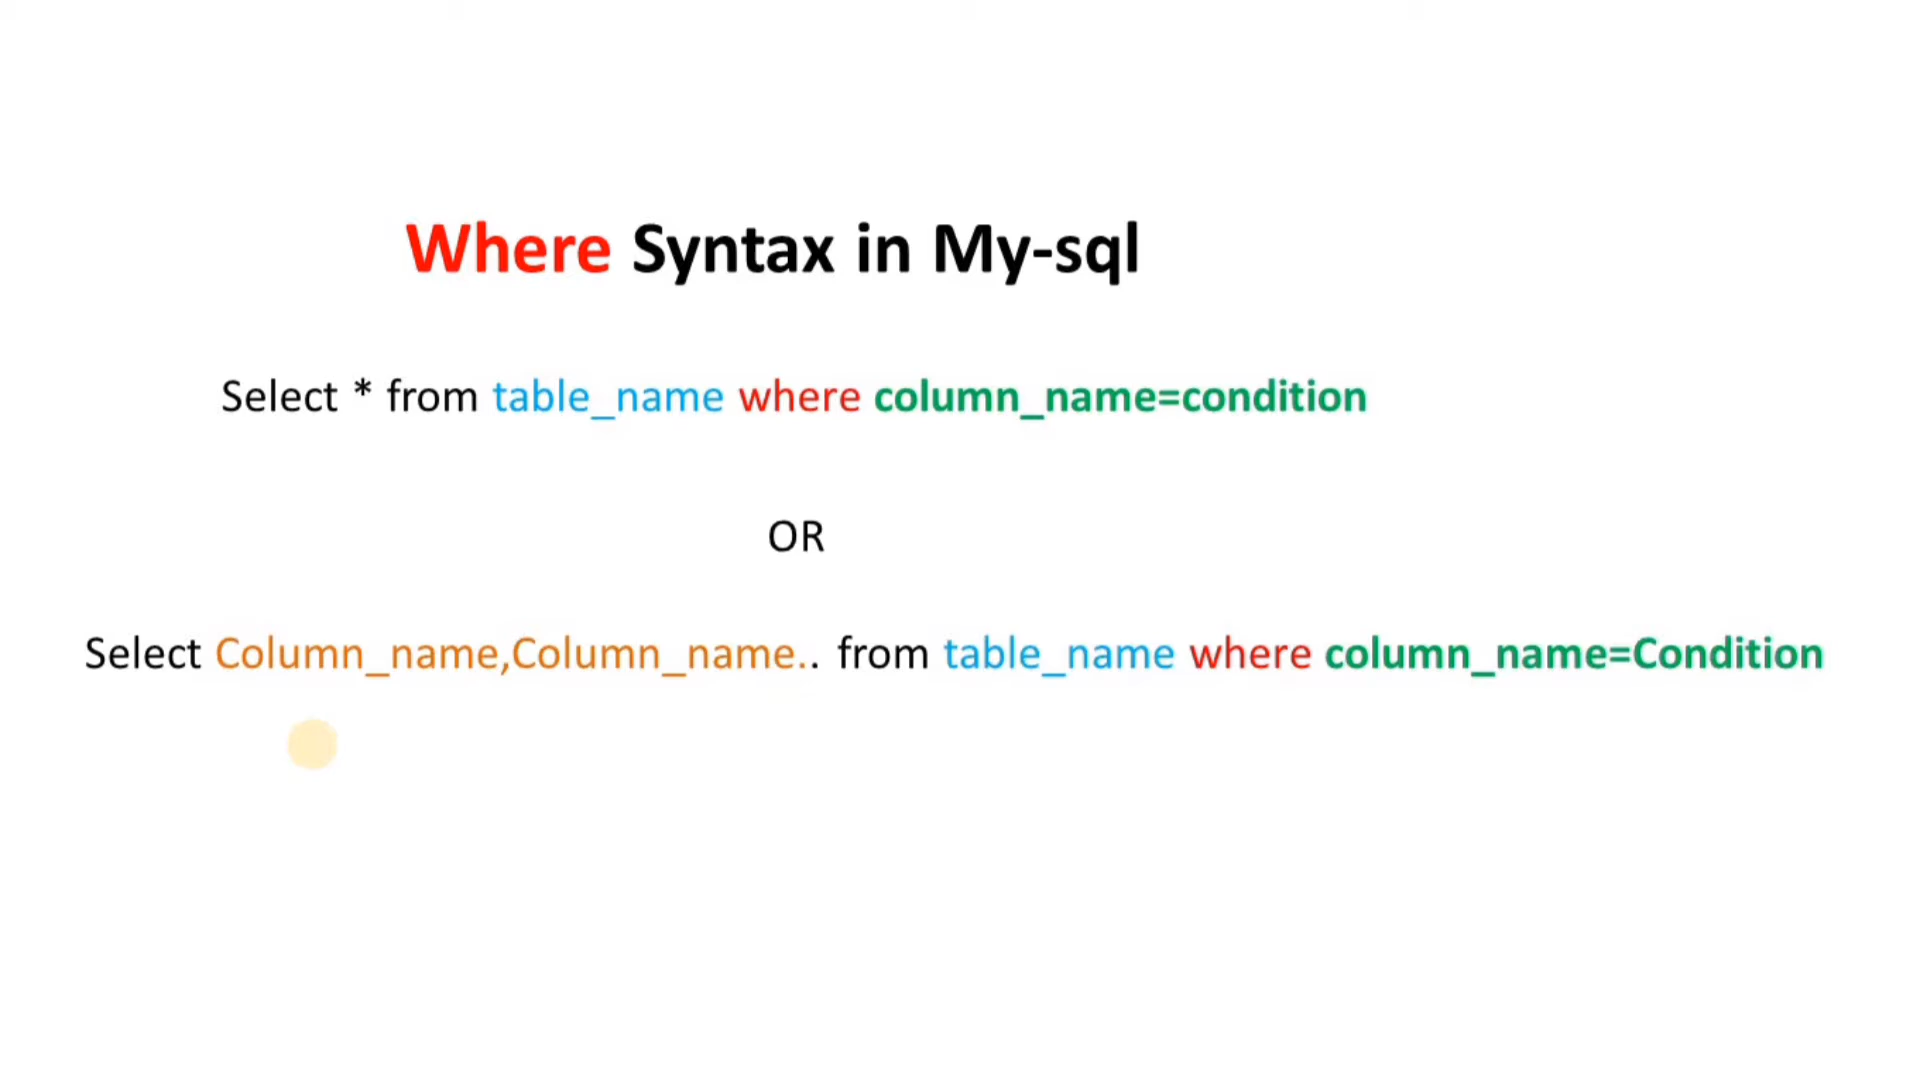 Where Syntax in My-sql
Select * from table_name where column_name=condition
OR
Select Column_name,Column_name.. from table_name where column_name=Condition